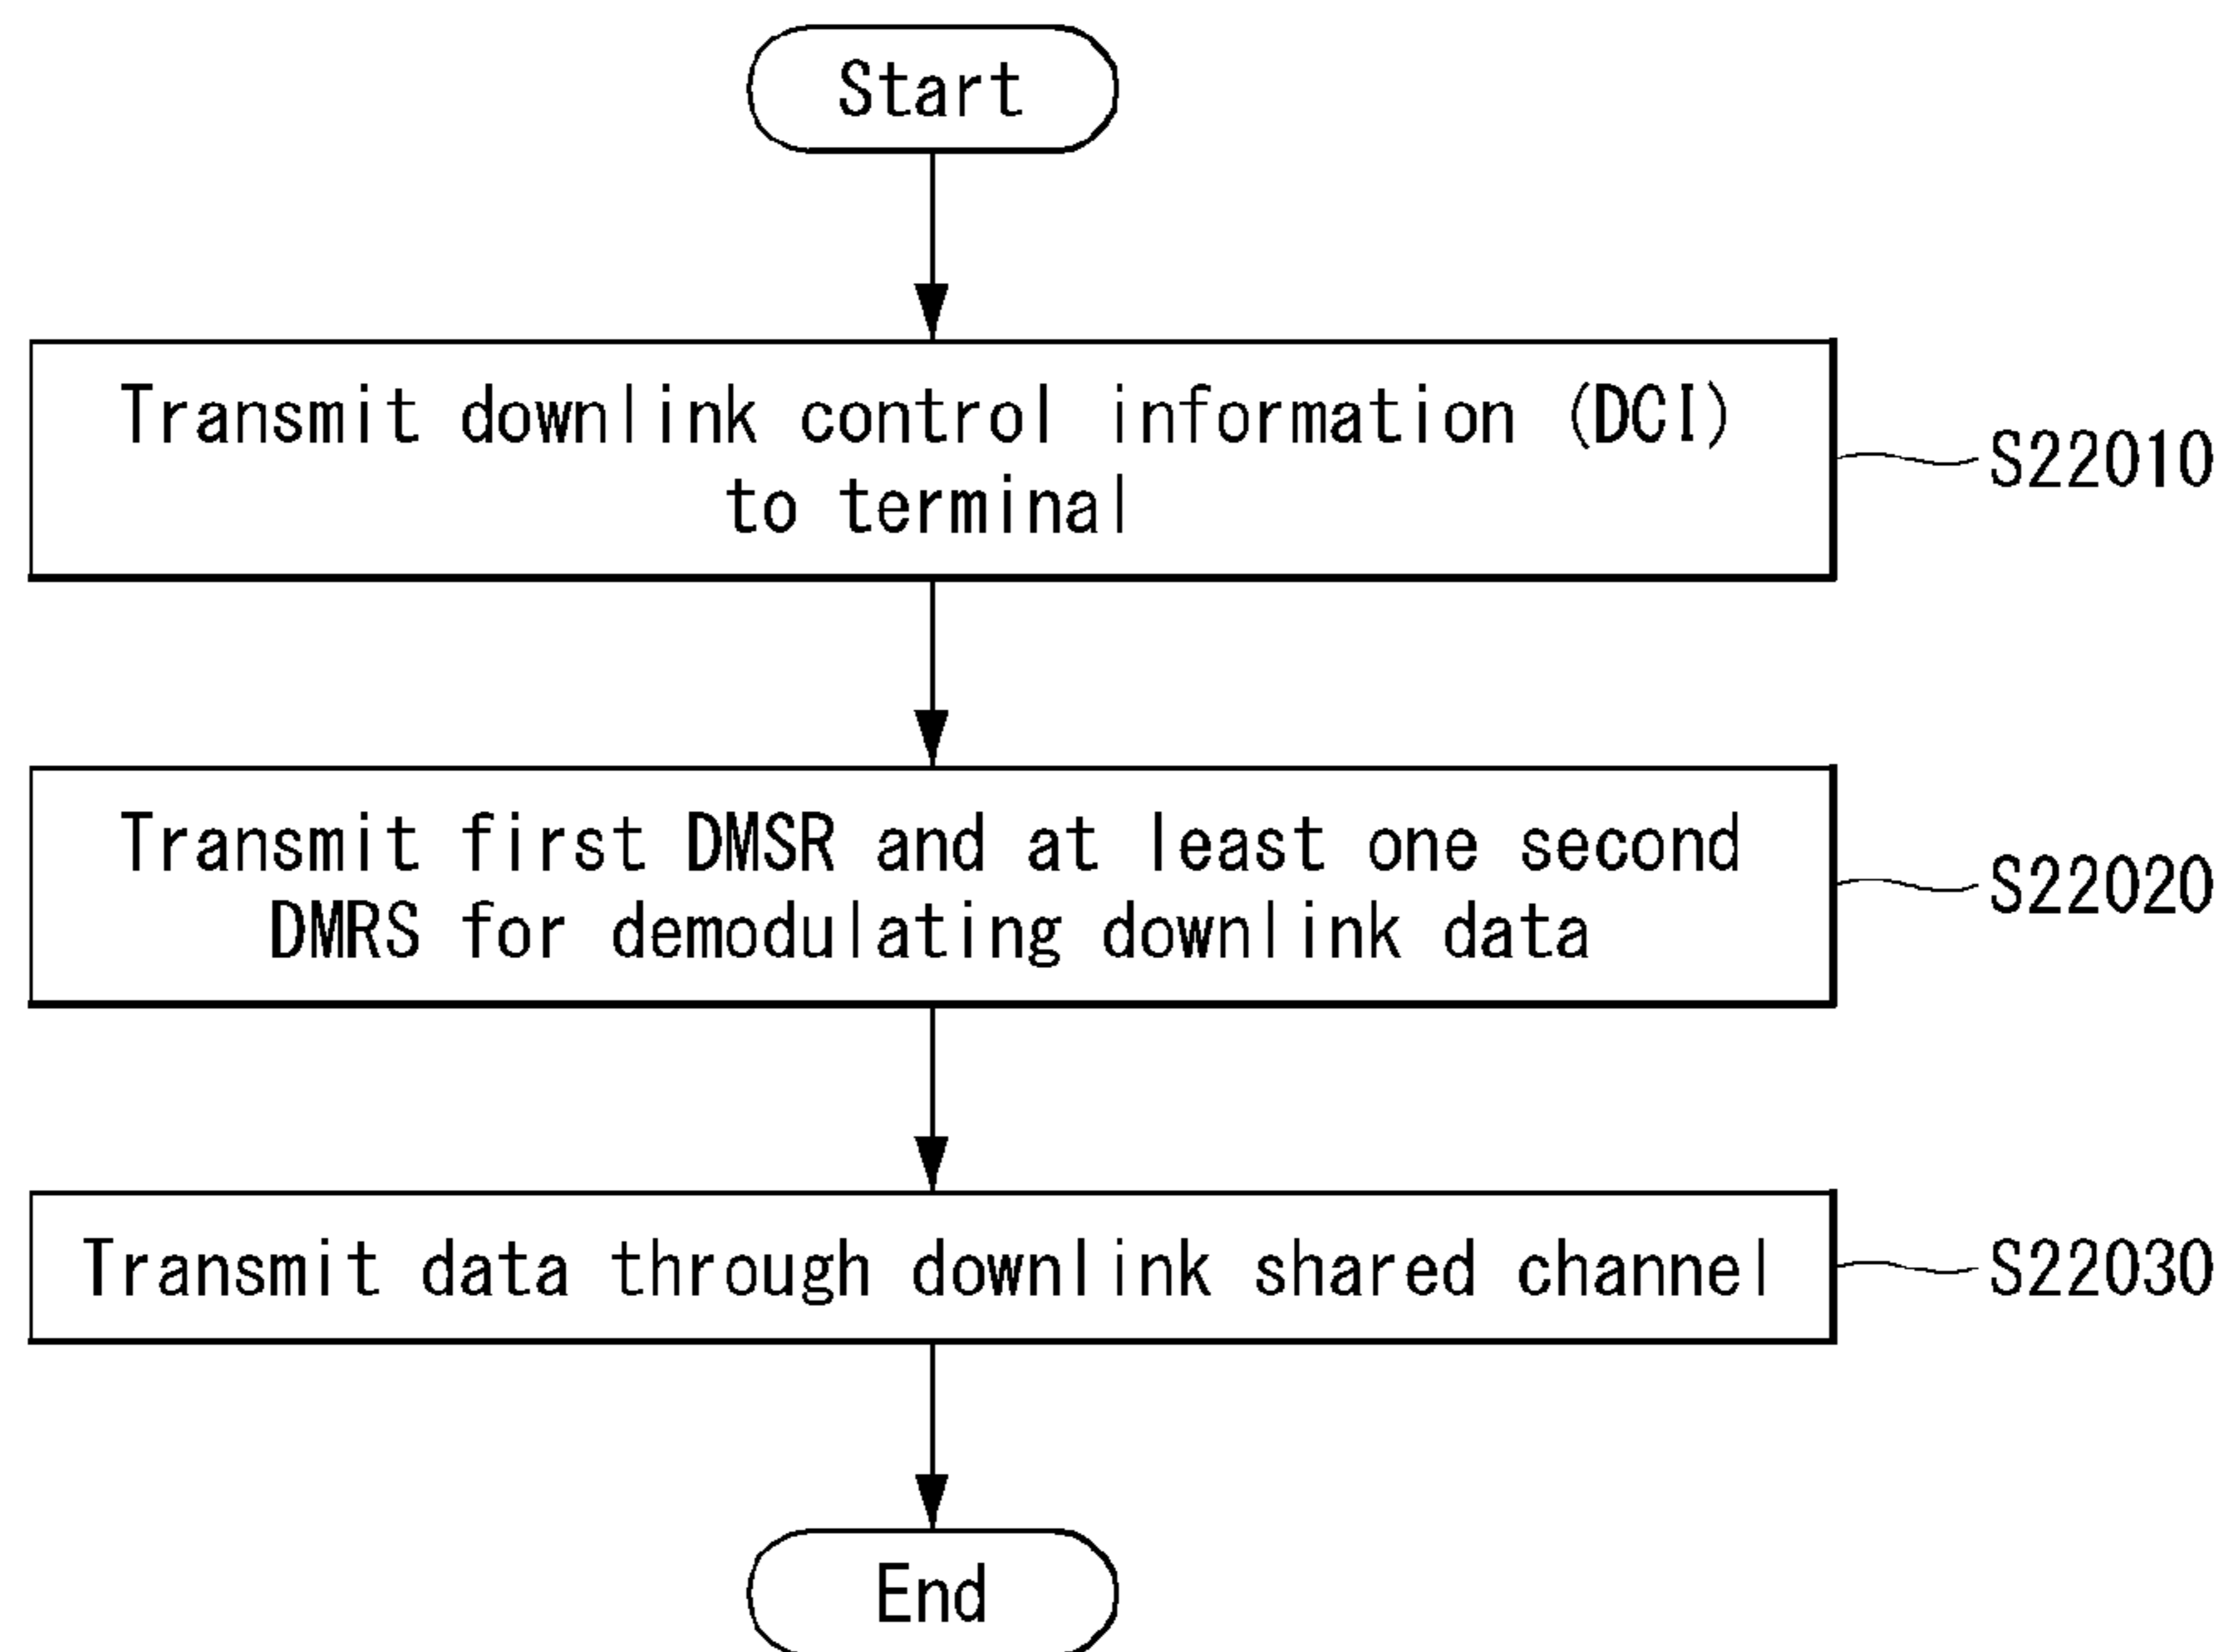 Start
Transmit downlink control information (DCI)
to terminal
S22010
Transmit first DMSR and at least one second
DMRS for demodulating downlink data
S22020
Transmit data through downlink shared channel
S22030
End